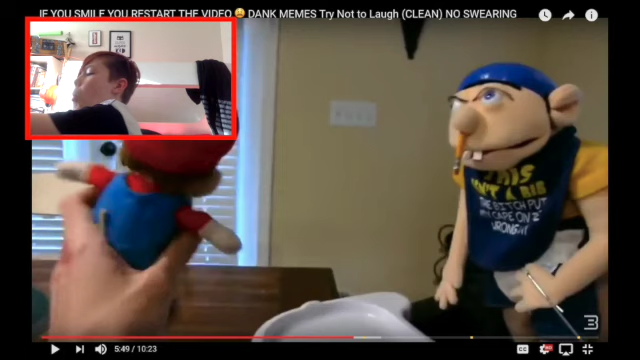 IF YOU SMILE YOU RESTART THE VIDEO 😀 DANK MEMES Try Not to Laugh (CLEAN) NO SWEARING
THIS
ISN'T A BIB
THE BITCH PUT
MY CAPE ON
WRONG!!!
5:49 / 10:23
CC